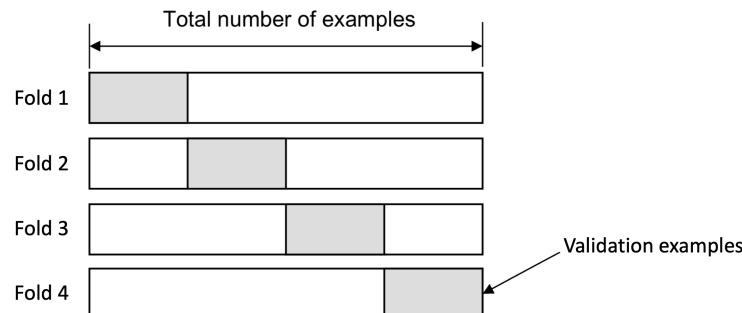 Total number of examples
Fold 1
Fold 2
Fold 3
Validation examples
Fold 4